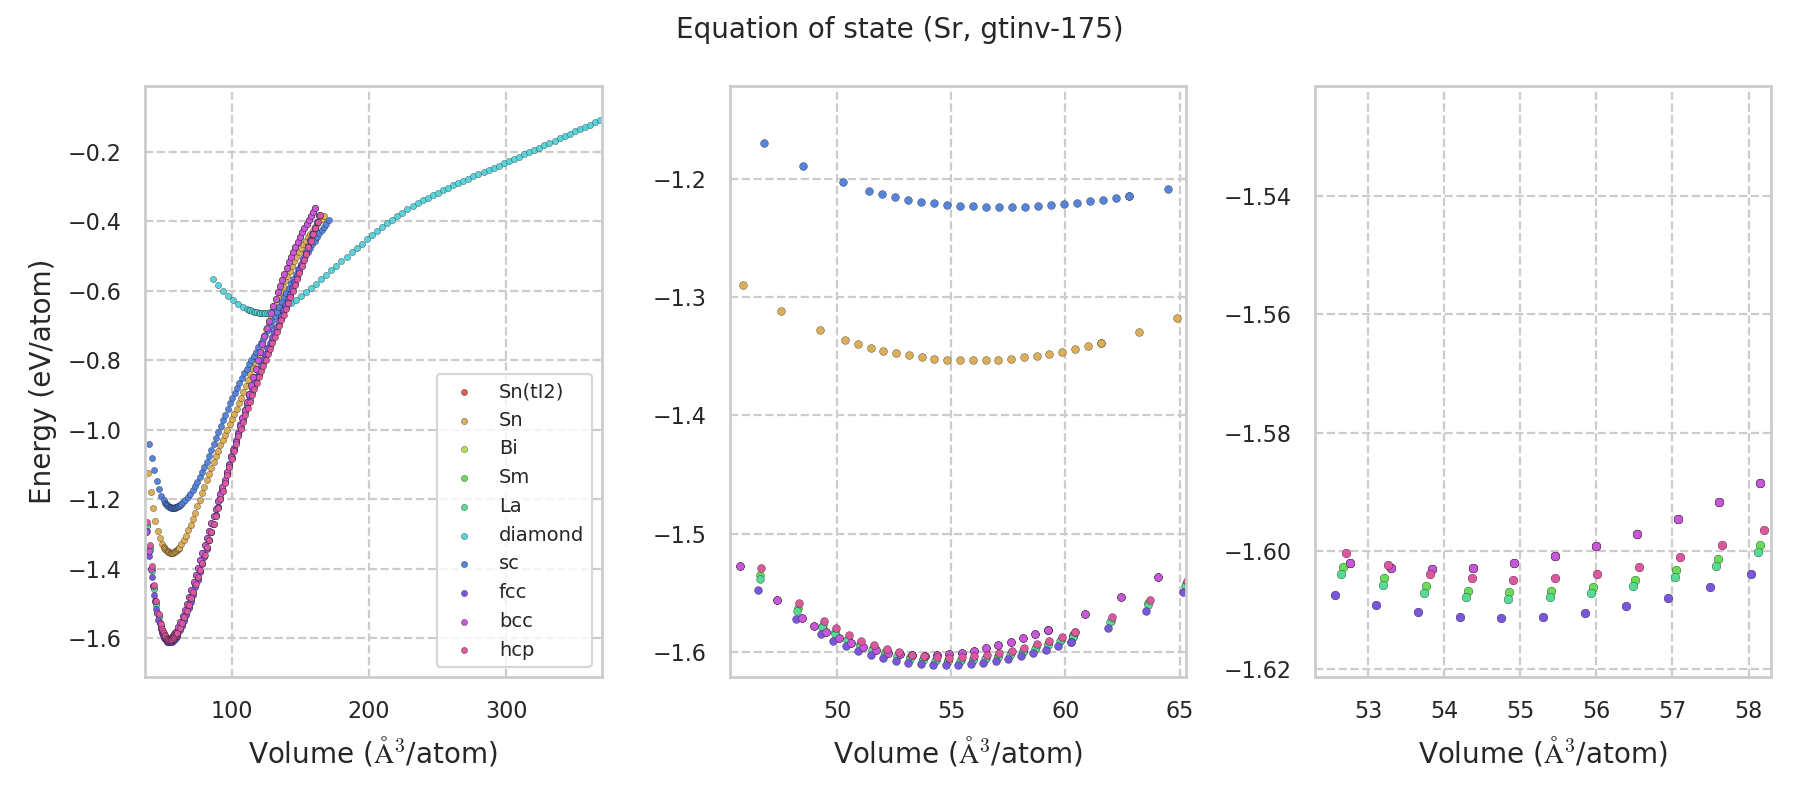 Equation of state (Sr, gtinv-175)
Energy (eV/atom)
−0.2
−0.4
−0.6
−0.8
−1.0
−1.2
−1.4
−1.6
100 200 300
Volume (Å³/atom)
Sn(tI2)
Sn
Bi
Sm
La
diamond
sc
fcc
bcc
hcp
−1.2
−1.3
−1.4
−1.5
−1.6
50 55 60 65
Volume (Å³/atom)
−1.54
−1.56
−1.58
−1.60
−1.62
53 54 55 56 57 58
Volume (Å³/atom)